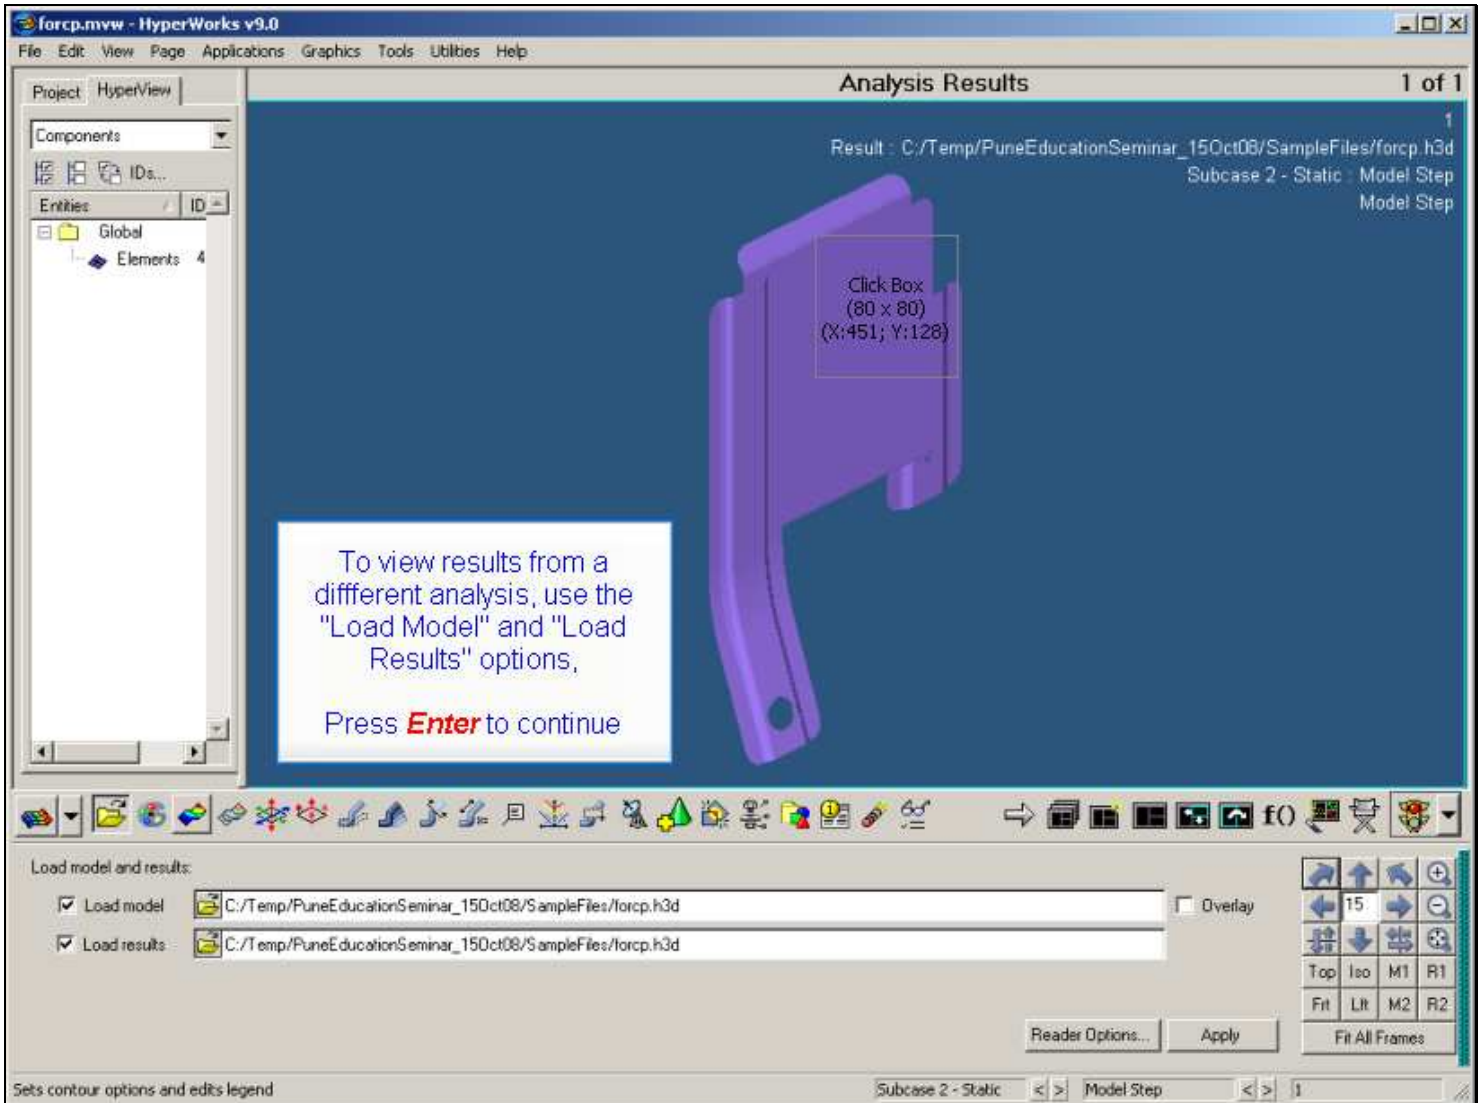 forcp.mvw - HyperWorks v9.0
File Edit View Page Applications Graphics Tools Utilities Help
Project HyperView
Analysis Results
1 of 1
Components
IDs...
Entities ID
Global
Elements 4
1
Result : C:/Temp/PuneEducationSeminar_15Oct08/SampleFiles/forcp.h3d
Subcase 2 - Static : Model Step
Model Step
Click Box
(80 x 80)
(X:451; Y:128)
To view results from a
diffferent analysis, use the
"Load Model" and "Load
Results" options,
Press Enter to continue
f()
Load model and results:
Load model C:/Temp/PuneEducationSeminar_15Oct08/SampleFiles/forcp.h3d Overlay
Load results C:/Temp/PuneEducationSeminar_15Oct08/SampleFiles/forcp.h3d
15.
Top Iso M1 R1
Frt Lft M2 R2
Reader Options... Apply Fit All Frames
Sets contour options and edits legend
Subcase 2 - Static < > Model Step < > 1